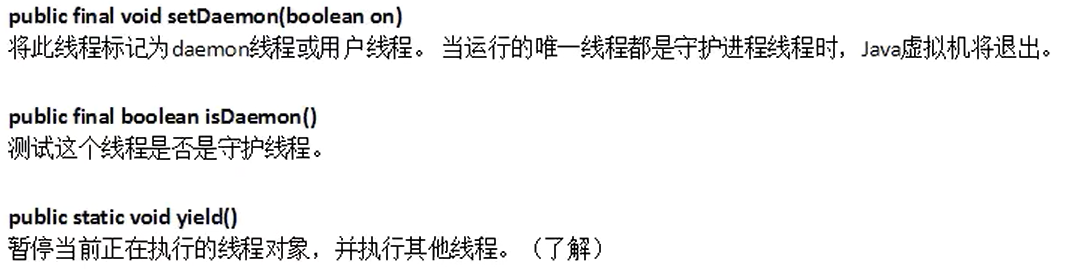 public final void setDaemon(boolean on)
将此线程标记为daemon线程或用户线程。 当运行的唯一线程都是守护进程线程时，Java虚拟机将退出。
public final boolean isDaemon()
测试这个线程是否是守护线程。
public static void yield()
暂停当前正在执行的线程对象，并执行其他线程。（了解）